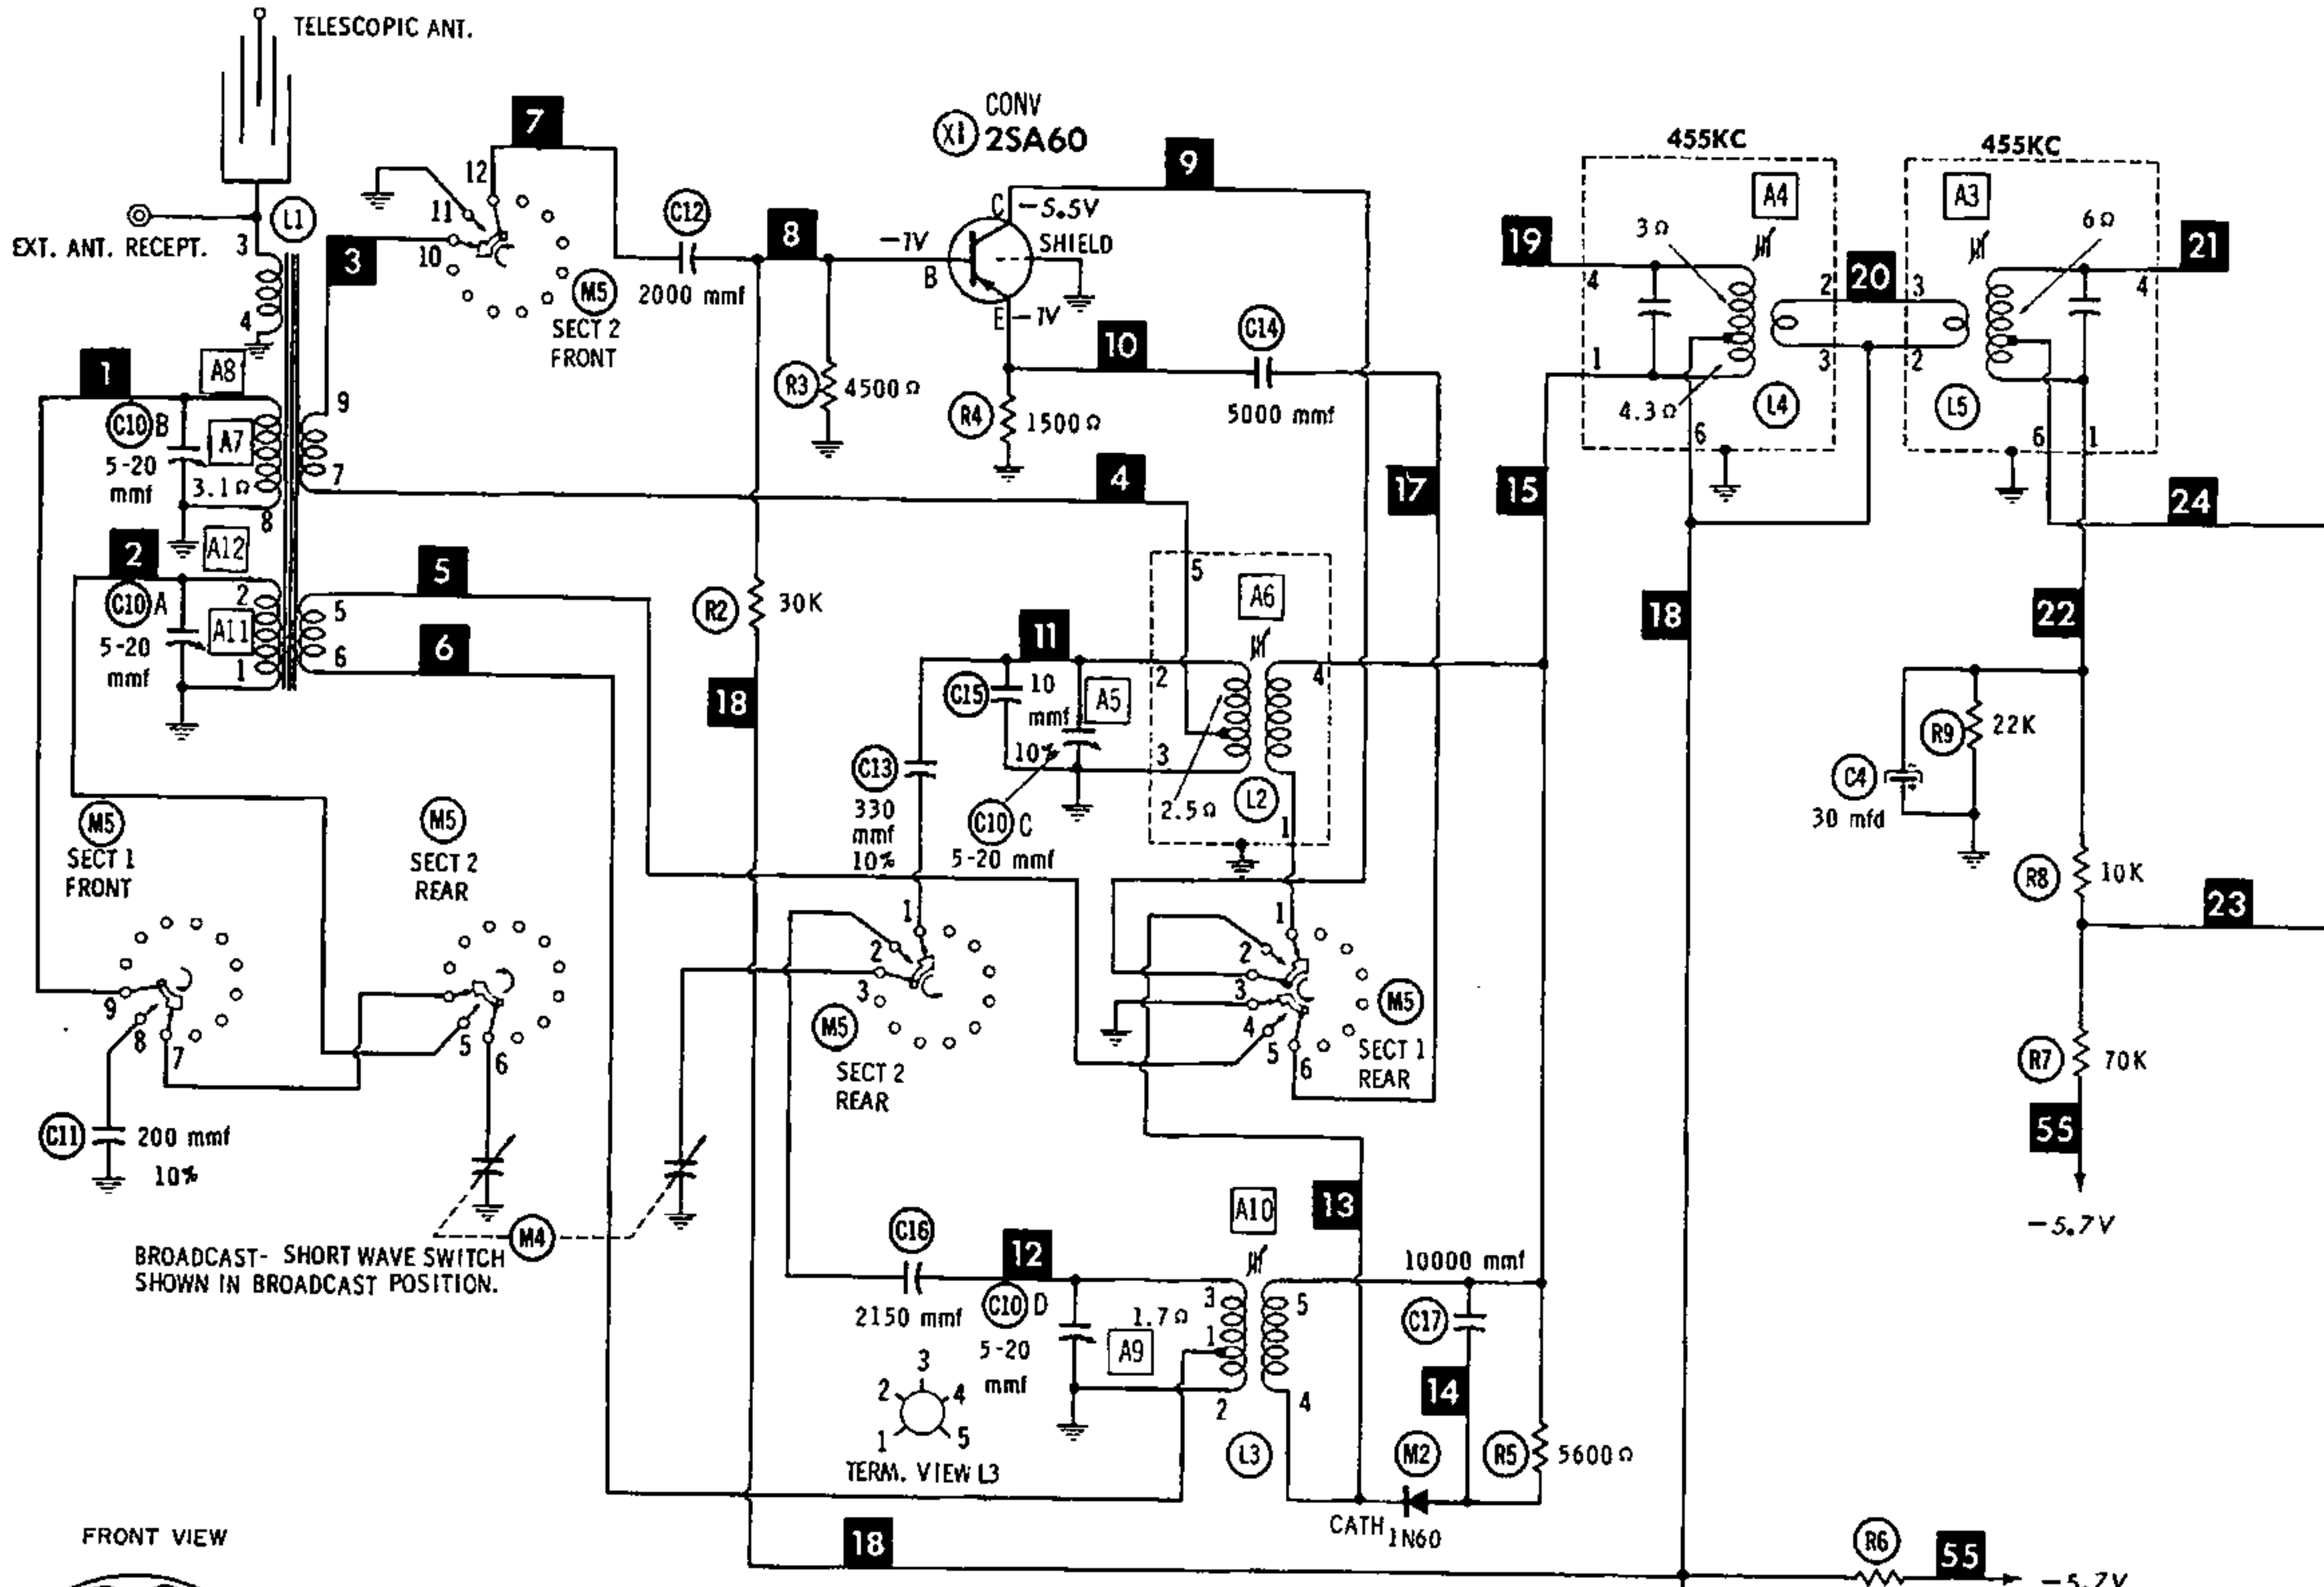 TELESCOPIC ANT.
EXT. ANT. RECEPT.
L1
3
4
7
12
11
10
3
M5
SECT 2
FRONT
C12
2000 mmf
8
CONV
X1 2SA60
C -5.5V
SHIELD
-1V
B
E -1V
9
10
C14
5000 mmf
R3 4500Ω
R4 1500Ω
455KC
A4
3Ω
19
4
1
4.3Ω
6
2
3
L4
20
455KC
A3
6Ω
3
2
L5
6
1
4
21
1
A8
C10 B
5-20
mmf
A7
3.1Ω
8
9
7
4
17
15
18
24
2
A12
C10 A
5-20
mmf
A11
2
1
5
6
5
6
R2 30K
18
5
A6
11
C15 10
mmf
10%
A5
2
3
4
2.5Ω
L2
1
C13
330
mmf
10%
C10 C
5-20 mmf
22
R9 22K
C4
30 mfd
R8 10K
23
R7 70K
55
-5.7V
M5
SECT 1
FRONT
9
8
7
M5
SECT 2
REAR
5
6
1
2
3
M5
SECT 2
REAR
1
2
3
4
5
6
M5
SECT 1
REAR
C11 200 mmf
10%
M4
BROADCAST- SHORT WAVE SWITCH
SHOWN IN BROADCAST POSITION.
C16
2150 mmf
12
C10 D
5-20
mmf
A9
1.7Ω
A10
3
1
2
5
4
L3
13
10000 mmf
C17
14
M2
R5 5600Ω
CATH 1N60
3
2
4
1
5
TERM. VIEW L3
FRONT VIEW
18
R6
55
-5.7V